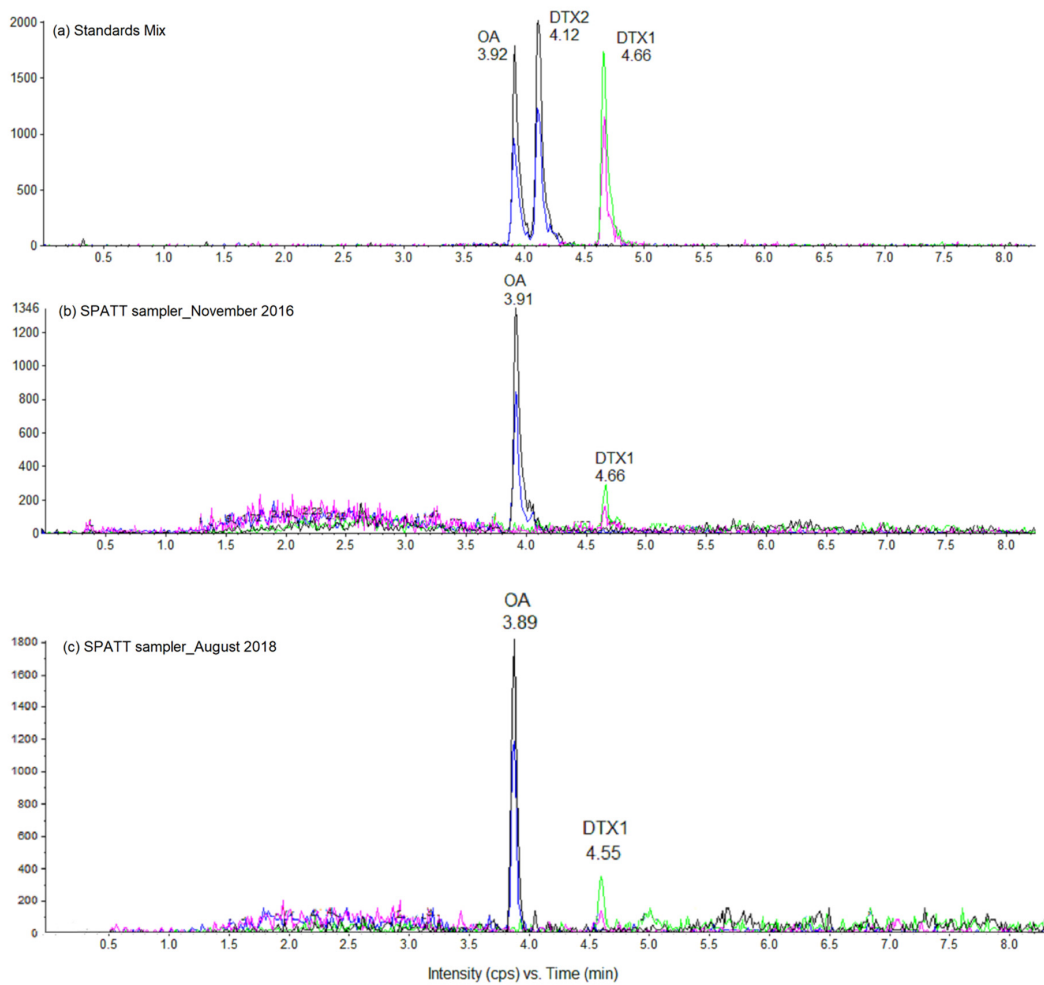 (a) Standards Mix
OA
3.92
DTX2
4.12
DTX1
4.66
2000
1500
1000
500
0
0.5 1.0 1.5 2.0 2.5 3.0 3.5 4.0 4.5 5.0 5.5 6.0 6.5 7.0 7.5 8.0
(b) SPATT sampler_November 2016
OA
3.91
DTX1
4.66
1346
1200
1000
800
600
400
200
0
0.5 1.0 1.5 2.0 2.5 3.0 3.5 4.0 4.5 5.0 5.5 6.0 6.5 7.0 7.5 8.0
(c) SPATT sampler_August 2018
OA
3.89
DTX1
4.55
1800
1600
1400
1200
1000
800
600
400
200
0
0.5 1.0 1.5 2.0 2.5 3.0 3.5 4.0 4.5 5.0 5.5 6.0 6.5 7.0 7.5 8.0
Intensity (cps) vs. Time (min)